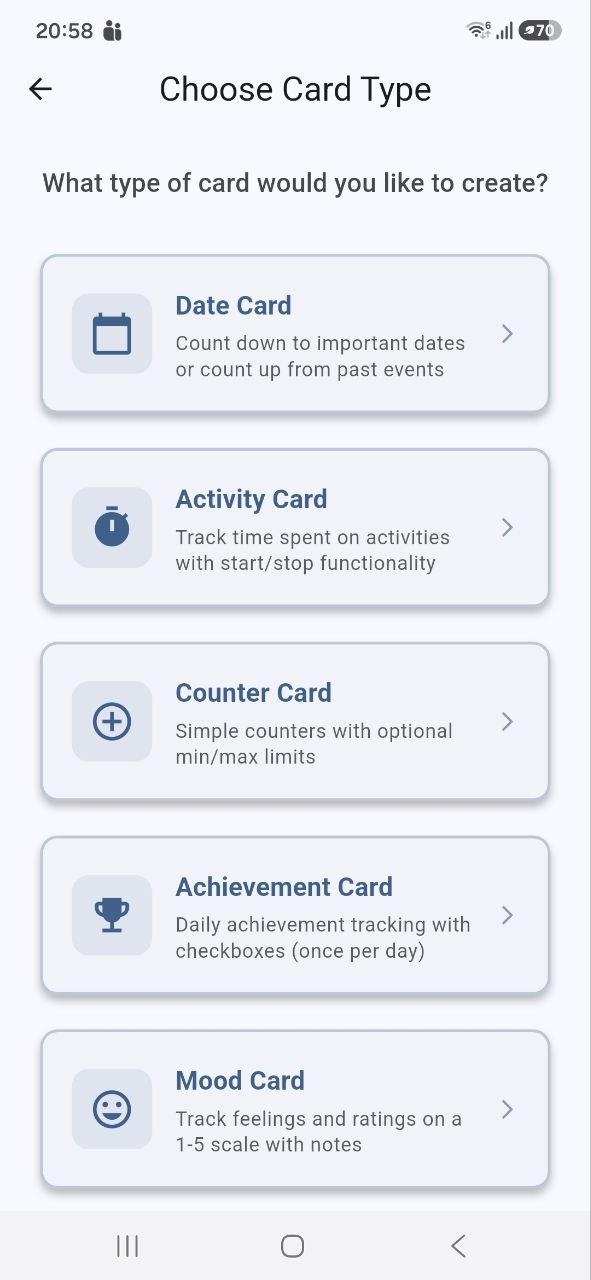 20:58
6
70
Choose Card Type
What type of card would you like to create?
Date Card
Count down to important dates
or count up from past events
Activity Card
Track time spent on activities
with start/stop functionality
Counter Card
Simple counters with optional
min/max limits
Achievement Card
Daily achievement tracking with
checkboxes (once per day)
Mood Card
Track feelings and ratings on a
1-5 scale with notes